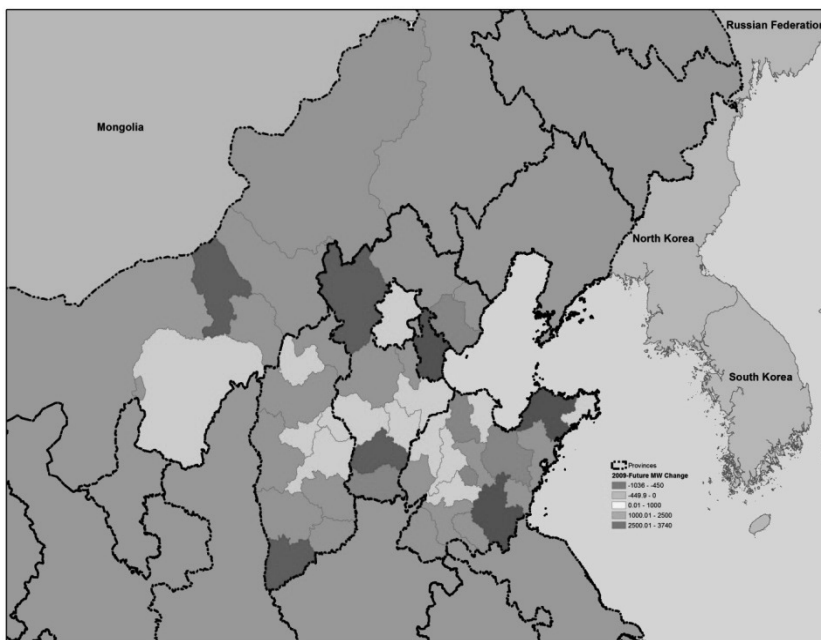 Russian Federation
Mongolia
North Korea
South Korea
Provinces
2009-Future MW Change
-1036 - -450
-449.9 - 0
0.01 - 1000
1000.01 - 2500
2500.01 - 3740